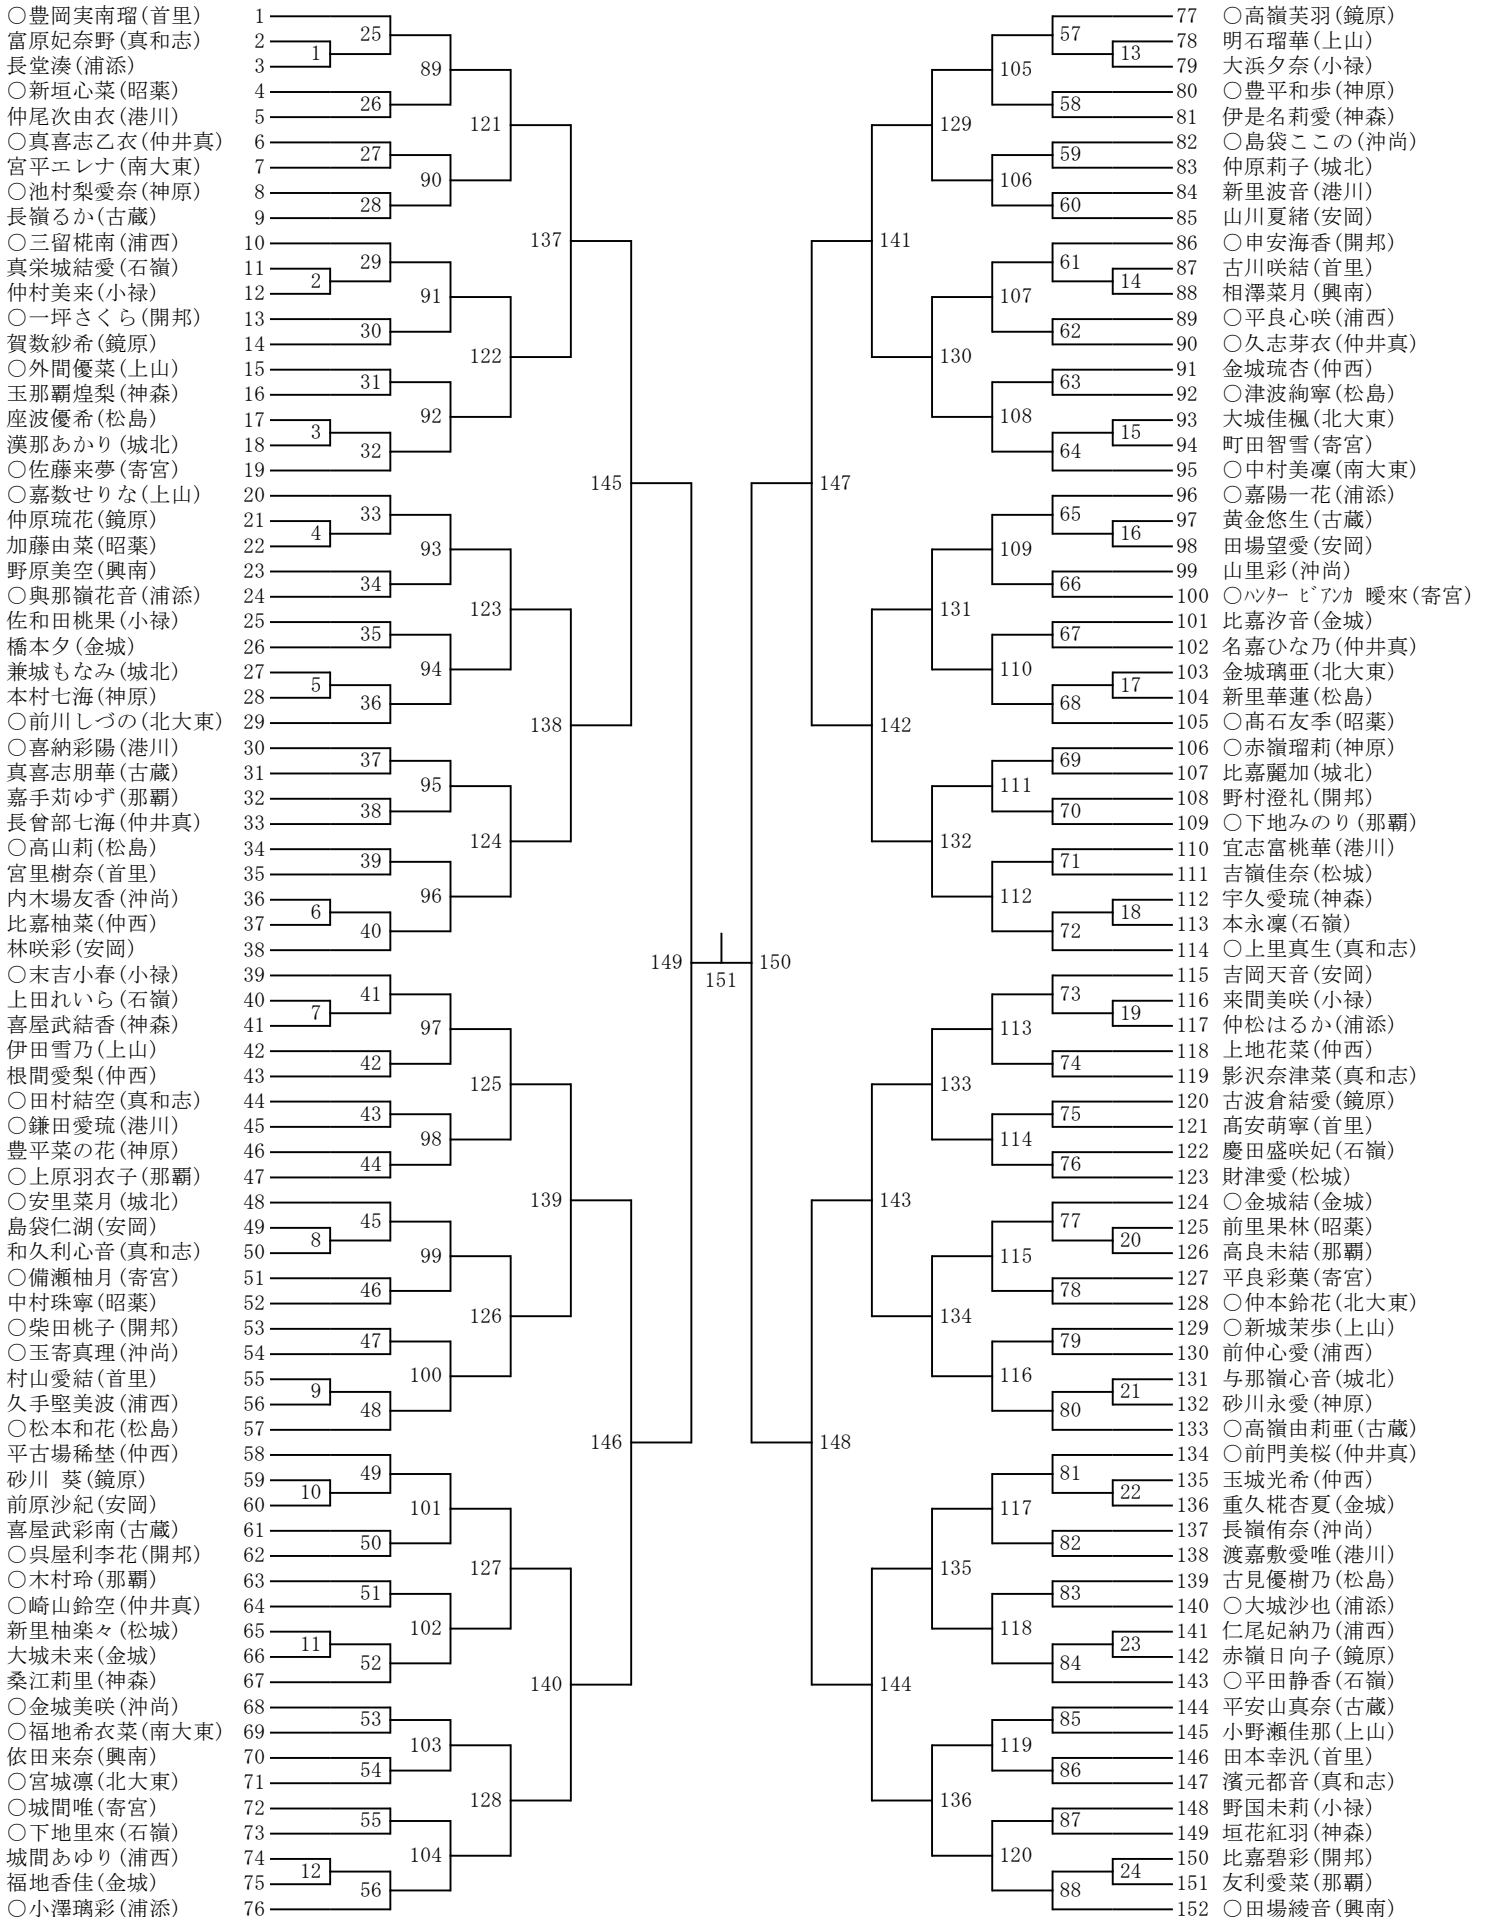 ○豊岡実南瑠(首里) 1
富原妃奈野(真和志) 2
長堂湊(浦添) 3
○新垣心菜(昭薬) 4
仲尾次由衣(港川) 5
○真喜志乙衣(仲井真) 6
宮平エレナ(南大東) 7
○池村梨愛奈(神原) 8
長嶺るか(古蔵) 9
○三留椛南(浦西) 10
真栄城結愛(石嶺) 11
仲村美来(小禄) 12
○一坪さくら(開邦) 13
賀数紗希(鏡原) 14
○外間優菜(上山) 15
玉那覇煌梨(神森) 16
座波優希(松島) 17
漢那あかり(城北) 18
○佐藤来夢(寄宮) 19
○嘉数せりな(上山) 20
仲原琉花(鏡原) 21
加藤由菜(昭薬) 22
野原美空(興南) 23
○與那嶺花音(浦添) 24
佐和田桃果(小禄) 25
橋本夕(金城) 26
兼城もなみ(城北) 27
本村七海(神原) 28
○前川しづの(北大東) 29
○喜納彩陽(港川) 30
真喜志朋華(古蔵) 31
嘉手苅ゆず(那覇) 32
長曾部七海(仲井真) 33
○高山莉(松島) 34
宮里樹奈(首里) 35
内木場友香(沖尚) 36
比嘉柚菜(仲西) 37
林咲彩(安岡) 38
○末吉小春(小禄) 39
上田れいら(石嶺) 40
喜屋武結香(神森) 41
伊田雪乃(上山) 42
根間愛梨(仲西) 43
○田村結空(真和志) 44
○鎌田愛琉(港川) 45
豊平菜の花(神原) 46
○上原羽衣子(那覇) 47
○安里菜月(城北) 48
島袋仁湖(安岡) 49
和久利心音(真和志) 50
○備瀬柚月(寄宮) 51
中村珠寧(昭薬) 52
○柴田桃子(開邦) 53
○玉寄真理(沖尚) 54
村山愛結(首里) 55
久手堅美波(浦西) 56
○松本和花(松島) 57
平古場稀埜(仲西) 58
砂川 葵(鏡原) 59
前原沙紀(安岡) 60
喜屋武彩南(古蔵) 61
○呉屋利李花(開邦) 62
○木村玲(那覇) 63
○崎山鈴空(仲井真) 64
新里柚楽々(松城) 65
大城未来(金城) 66
桑江莉里(神森) 67
○金城美咲(沖尚) 68
○福地希衣菜(南大東) 69
依田来奈(興南) 70
○宮城凛(北大東) 71
○城間唯(寄宮) 72
○下地里來(石嶺) 73
城間あゆり(浦西) 74
福地香佳(金城) 75
○小澤璃彩(浦添) 76
1
2
3
4
5
6
7
8
9
10
11
12
25
26
27
28
29
30
31
32
33
34
35
36
37
38
39
40
41
42
43
44
45
46
47
48
49
50
51
52
53
54
55
56
89
90
91
92
93
94
95
96
97
98
99
100
101
102
103
104
121
122
123
124
125
126
127
128
137
138
139
140
145
146
149
151
150
147
148
141
142
143
144
129
130
131
132
133
134
135
136
105
106
107
108
109
110
111
112
113
114
115
116
117
118
119
120
57
58
59
60
61
62
63
64
65
66
67
68
69
70
71
72
73
74
75
76
77
78
79
80
81
82
83
84
85
86
87
88
13
14
15
16
17
18
19
20
21
22
23
24
77 ○高嶺芙羽(鏡原)
78 明石瑠華(上山)
79 大浜夕奈(小禄)
80 ○豊平和歩(神原)
81 伊是名莉愛(神森)
82 ○島袋ここの(沖尚)
83 仲原莉子(城北)
84 新里波音(港川)
85 山川夏緒(安岡)
86 ○申安海香(開邦)
87 古川咲結(首里)
88 相澤菜月(興南)
89 ○平良心咲(浦西)
90 ○久志芽衣(仲井真)
91 金城琉杏(仲西)
92 ○津波絢寧(松島)
93 大城佳楓(北大東)
94 町田智雪(寄宮)
95 ○中村美凜(南大東)
96 ○嘉陽一花(浦添)
97 黄金悠生(古蔵)
98 田場望愛(安岡)
99 山里彩(沖尚)
100 ○ﾊﾝﾀｰ ﾋﾞｱﾝｶ 曖來(寄宮)
101 比嘉汐音(金城)
102 名嘉ひな乃(仲井真)
103 金城璃亜(北大東)
104 新里華蓮(松島)
105 ○髙石友季(昭薬)
106 ○赤嶺瑠莉(神原)
107 比嘉麗加(城北)
108 野村澄礼(開邦)
109 ○下地みのり(那覇)
110 宜志富桃華(港川)
111 吉嶺佳奈(松城)
112 宇久愛琉(神森)
113 本永凜(石嶺)
114 ○上里真生(真和志)
115 吉岡天音(安岡)
116 来間美咲(小禄)
117 仲松はるか(浦添)
118 上地花菜(仲西)
119 影沢奈津菜(真和志)
120 古波倉結愛(鏡原)
121 髙安萌寧(首里)
122 慶田盛咲妃(石嶺)
123 財津愛(松城)
124 ○金城結(金城)
125 前里果林(昭薬)
126 高良未結(那覇)
127 平良彩葉(寄宮)
128 ○仲本鈴花(北大東)
129 ○新城茉歩(上山)
130 前仲心愛(浦西)
131 与那嶺心音(城北)
132 砂川永愛(神原)
133 ○高嶺由莉亜(古蔵)
134 ○前門美桜(仲井真)
135 玉城光希(仲西)
136 重久椛杏夏(金城)
137 長嶺侑奈(沖尚)
138 渡嘉敷愛唯(港川)
139 古見優樹乃(松島)
140 ○大城沙也(浦添)
141 仁尾妃納乃(浦西)
142 赤嶺日向子(鏡原)
143 ○平田静香(石嶺)
144 平安山真奈(古蔵)
145 小野瀬佳那(上山)
146 田本幸汎(首里)
147 濱元都音(真和志)
148 野国未莉(小禄)
149 垣花紅羽(神森)
150 比嘉碧彩(開邦)
151 友利愛菜(那覇)
152 ○田場綾音(興南)